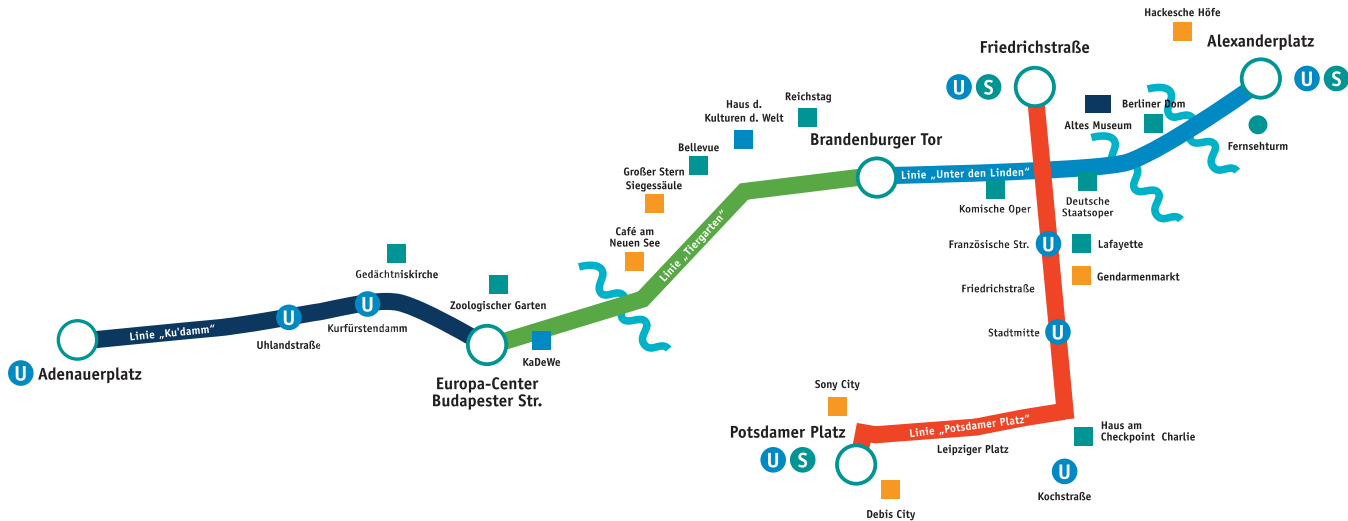 Hackesche Höfe
Friedrichstraße
Alexanderplatz
U S
U S
Reichstag
Haus d.
Kulturen d. Welt
Berliner Dom
Altes Museum
Brandenburger Tor
Fernsehturm
Bellevue
Großer Stern
Siegessäule
Linie „Unter den Linden“
Komische Oper
Deutsche
Staatsoper
Café am
Neuen See
Linie „Tiergarten“
Französische Str.
U
Lafayette
Gedächtniskirche
Gendarmenmarkt
Friedrichstraße
Zoologischer Garten
U
U
Linie „Ku'damm“
Kurfürstendamm
Uhlandstraße
Stadtmitte
U
KaDeWe
U
Adenauerplatz
Europa-Center
Budapester Str.
Sony City
Potsdamer Platz
Linie „Potsdamer Platz“
Leipziger Platz
Haus am
Checkpoint Charlie
U S
U
Kochstraße
Debis City